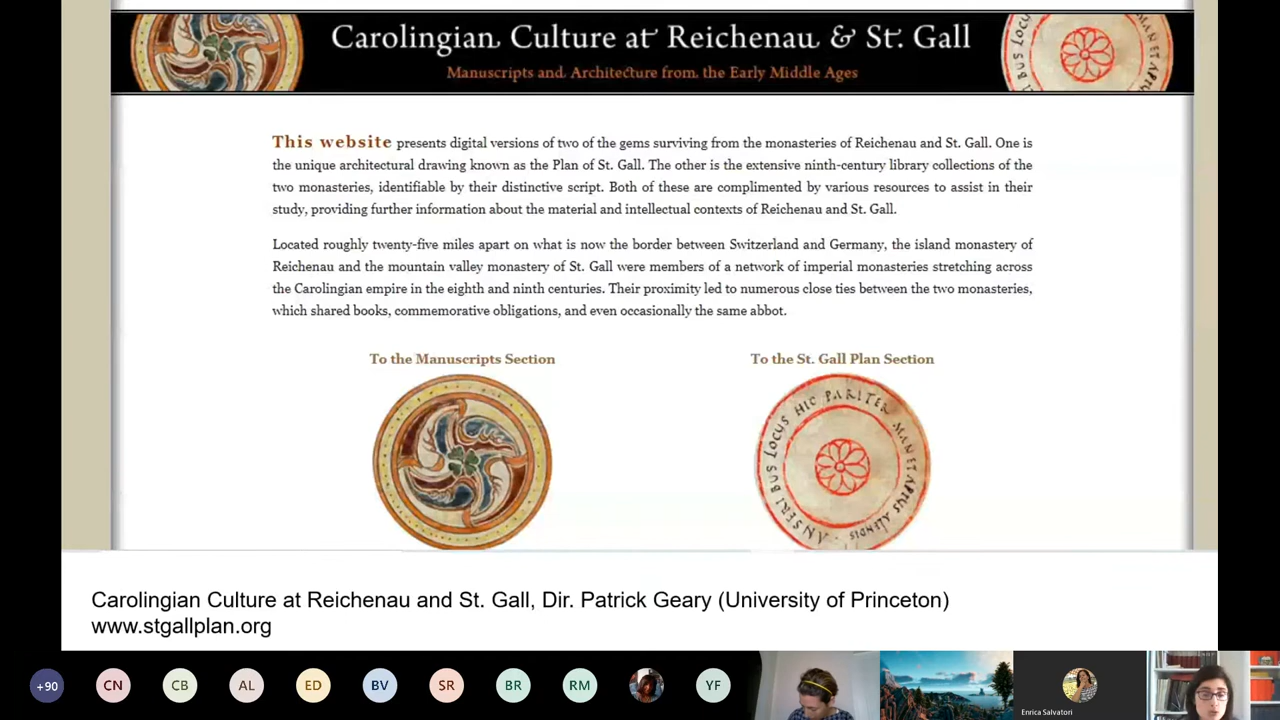 Carolingian Culture at Reichenau & St. Gall
BUS LOCUS
MANET APTUS
Manuscripts and Architecture from the Early Middle Ages
This website presents digital versions of two of the gems surviving from the monasteries of Reichenau and St. Gall. One is
the unique architectural drawing known as the Plan of St. Gall. The other is the extensive ninth-century library collections of the
two monasteries, identifiable by their distinctive script. Both of these are complimented by various resources to assist in their
study, providing further information about the material and intellectual contexts of Reichenau and St. Gall.
Located roughly twenty-five miles apart on what is now the border between Switzerland and Germany, the island monastery of
Reichenau and the mountain valley monastery of St. Gall were members of a network of imperial monasteries stretching across
the Carolingian empire in the eighth and ninth centuries. Their proximity led to numerous close ties between the two monasteries,
which shared books, commemorative obligations, and even occasionally the same abbot.
To the Manuscripts Section
To the St. Gall Plan Section
ANSERI BUS LOCUS HIC PARITER MANET APTUS ALENDIS
Carolingian Culture at Reichenau and St. Gall, Dir. Patrick Geary (University of Princeton)
www.stgallplan.org
+90
CN
CB
AL
ED
BV
SR
BR
RM
YF
Enrica Salvatori